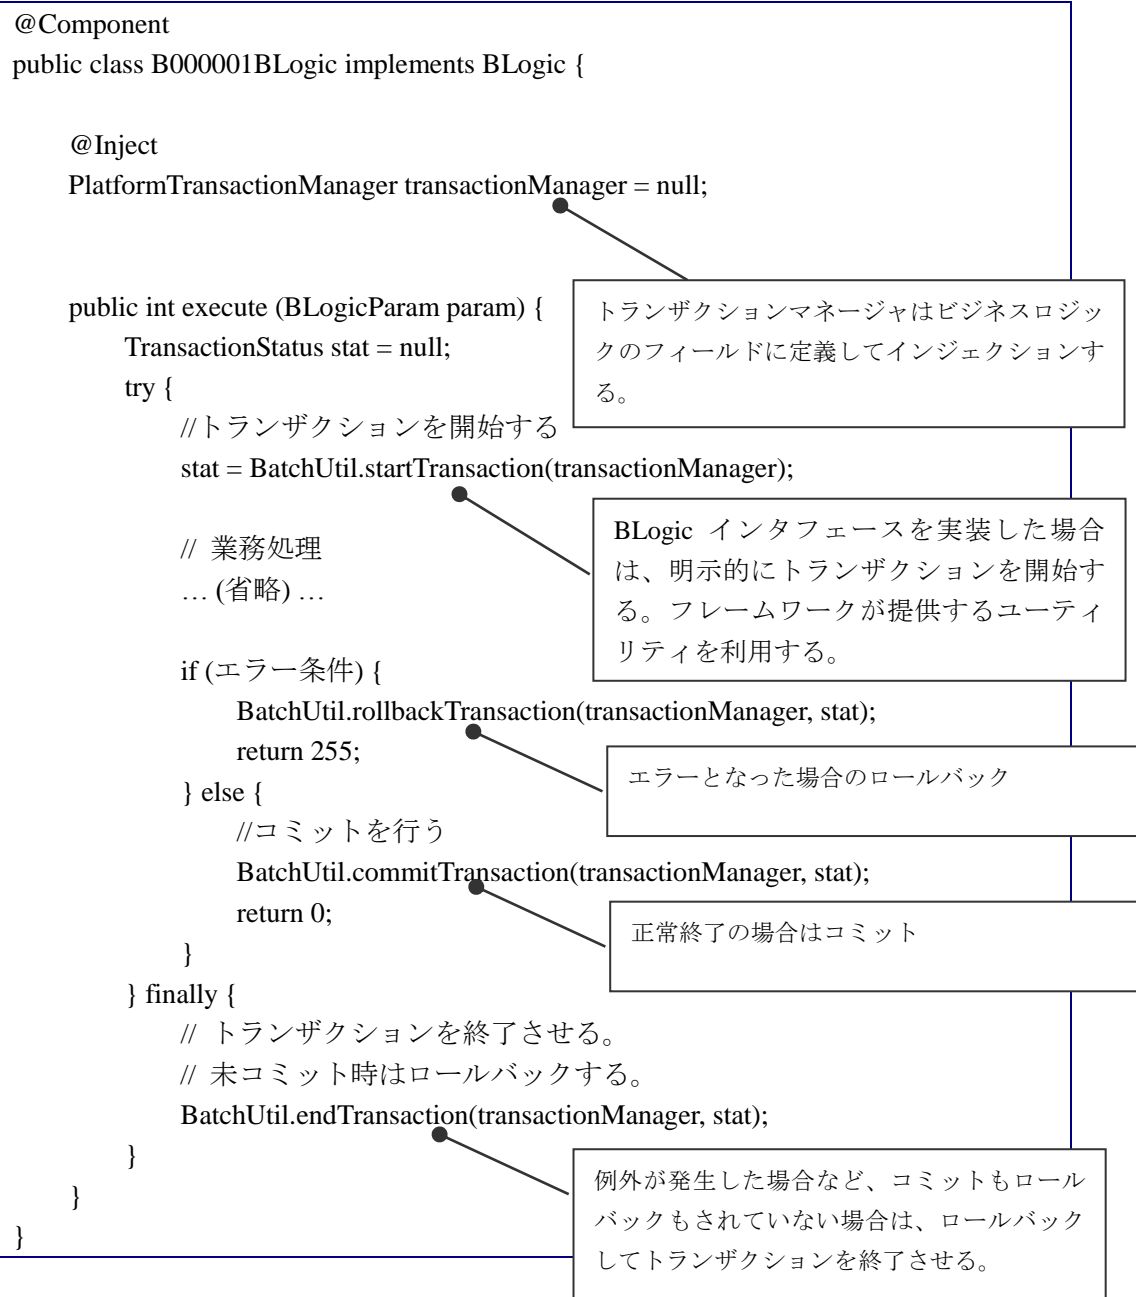 @Component
public class B000001BLogic implements BLogic {
@Inject
PlatformTransactionManager transactionManager = null;
トランザクションマネージャはビジネスロジッ
クのフィールドに定義してインジェクションす
る。
public int execute (BLogicParam param) {
TransactionStatus stat = null;
try {
//トランザクションを開始する
stat = BatchUtil.startTransaction(transactionManager);
BLogic インタフェースを実装した場合
は、明示的にトランザクションを開始す
る。フレームワークが提供するユーティ
リティを利用する。
// 業務処理
… (省略) …
if (エラー条件) {
BatchUtil.rollbackTransaction(transactionManager, stat);
return 255;
エラーとなった場合のロールバック
} else {
//コミットを行う
BatchUtil.commitTransaction(transactionManager, stat);
return 0;
正常終了の場合はコミット
}
} finally {
// トランザクションを終了させる。
// 未コミット時はロールバックする。
BatchUtil.endTransaction(transactionManager, stat);
例外が発生した場合など、コミットもロール
バックもされていない場合は、ロールバック
してトランザクションを終了させる。
}
}
}